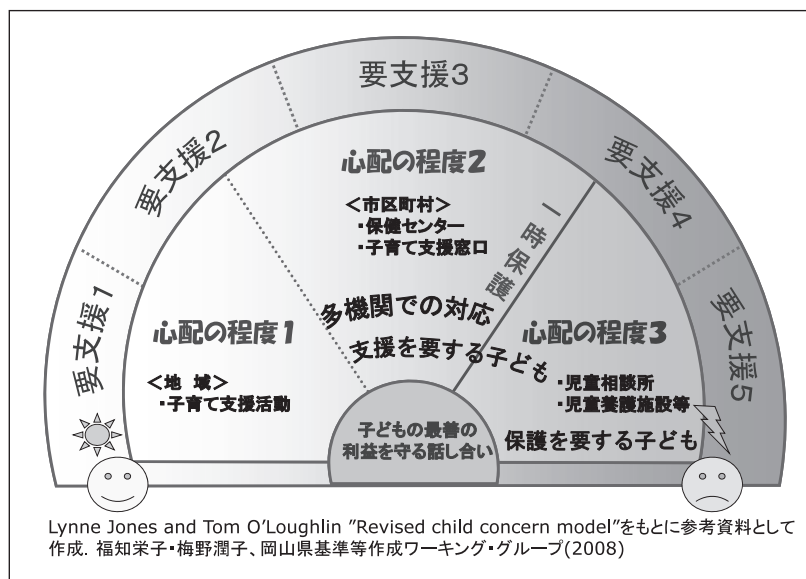 要支援1
要支援2
要支援3
要支援4
要支援5
心配の程度1
<地 域>
・子育て支援活動
心配の程度2
<市区町村>
・保健センター
・子育て支援窓口
一時保護
多機関での対応
支援を要する子ども
心配の程度3
・児童相談所
・児童養護施設等
保護を要する子ども
子どもの最善の
利益を守る話し合い
Lynne Jones and Tom O'Loughlin ”Revised child concern model”をもとに参考資料として
作成. 福知栄子・梅野潤子、岡山県基準等作成ワーキング・グループ(2008)